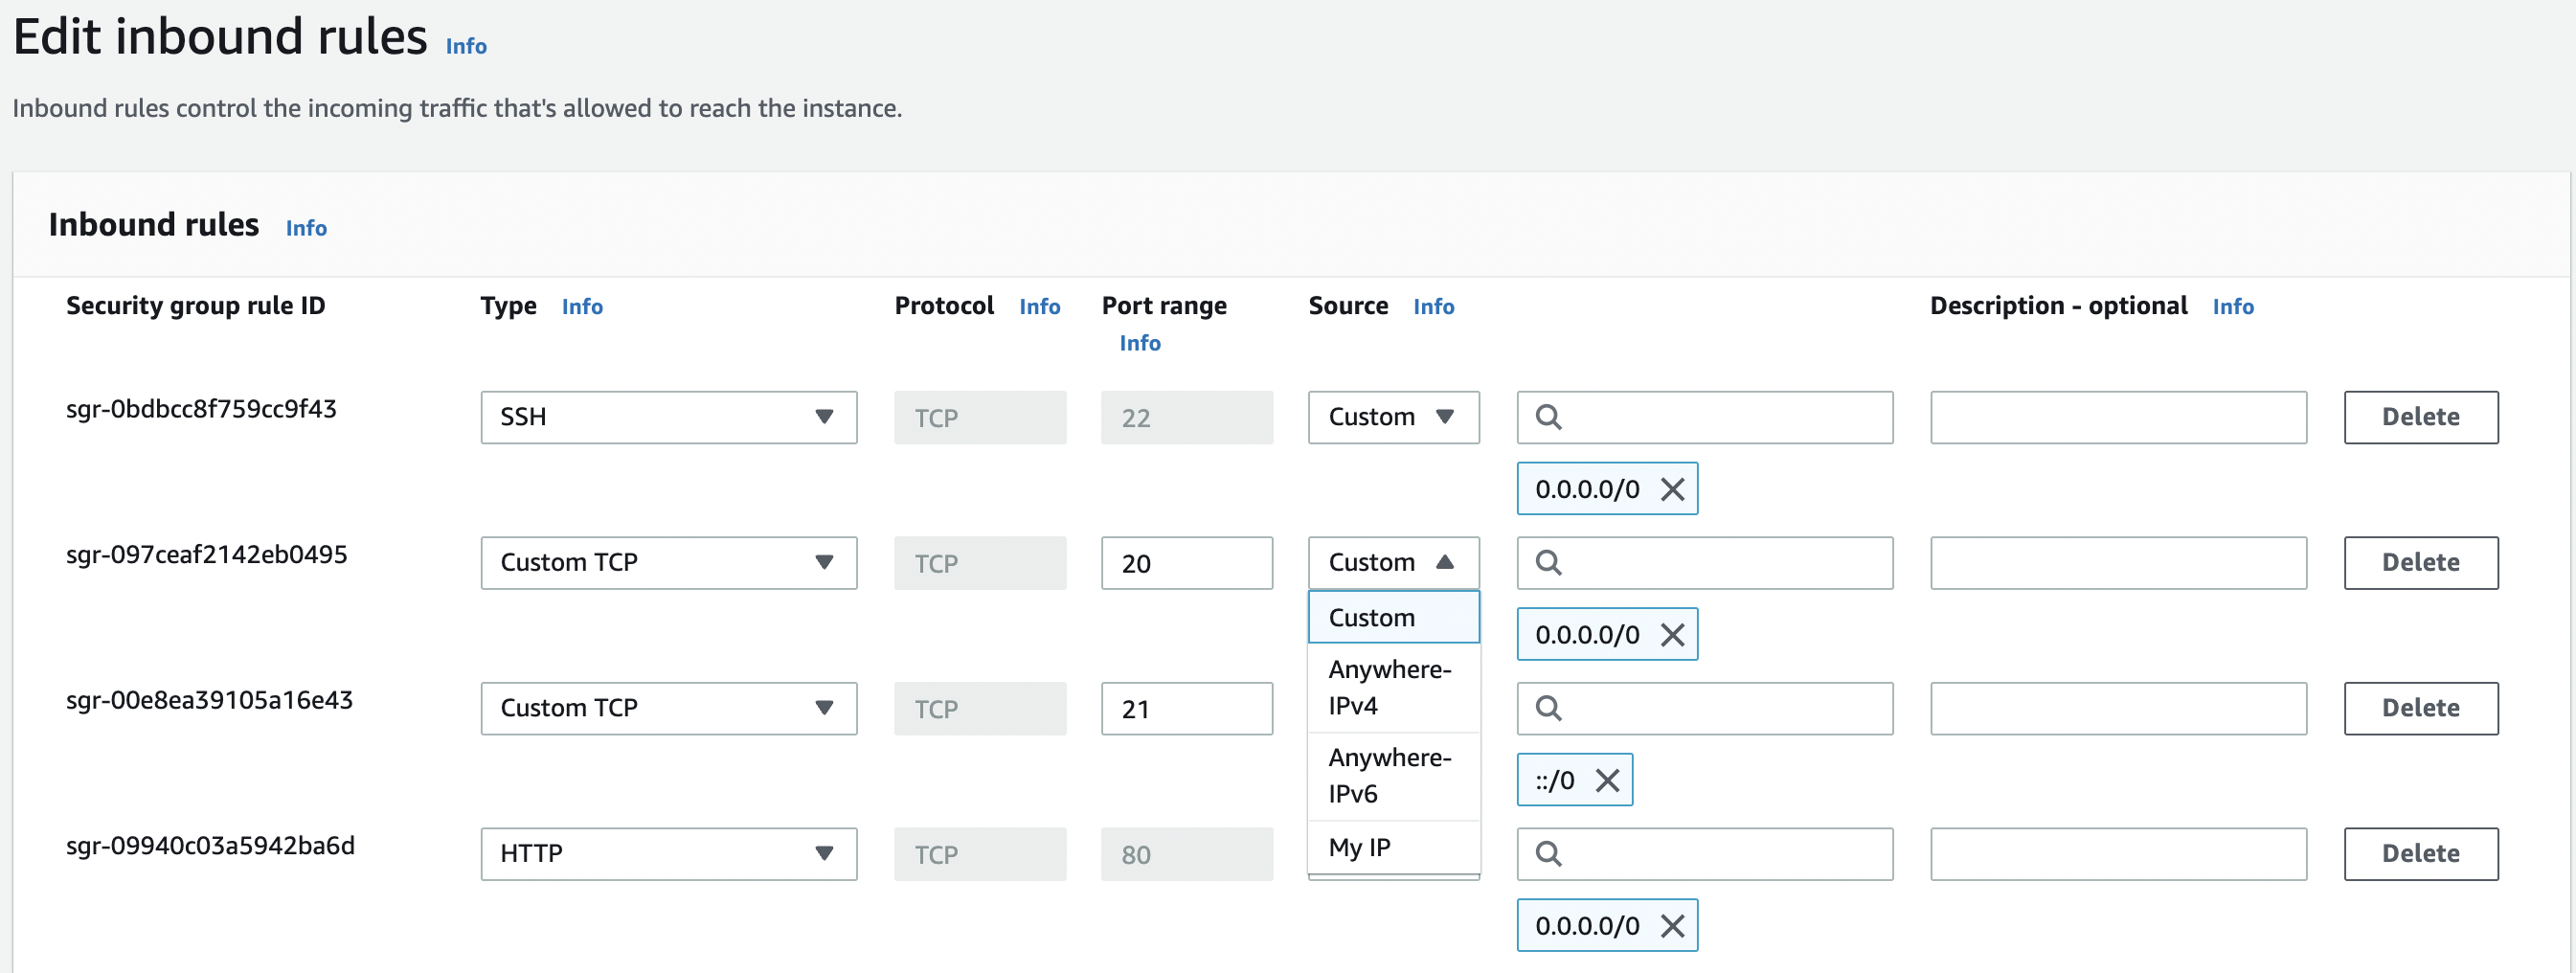 Edit inbound rules Info
Inbound rules control the incoming traffic that's allowed to reach the instance.
Inbound rules Info
Security group rule ID Type Info Protocol Info Port range Info Source Info Description - optional Info
sgr-0bdbcc8f759cc9f43 SSH TCP 22 Custom Delete
0.0.0.0/0
sgr-097ceaf2142eb0495 Custom TCP TCP 20 Custom Delete
Custom
0.0.0.0/0
Anywhere-
IPv4
sgr-00e8ea39105a16e43 Custom TCP TCP 21 Delete
Anywhere-
IPv6
::/0
sgr-09940c03a5942ba6d HTTP TCP 80 My IP Delete
0.0.0.0/0